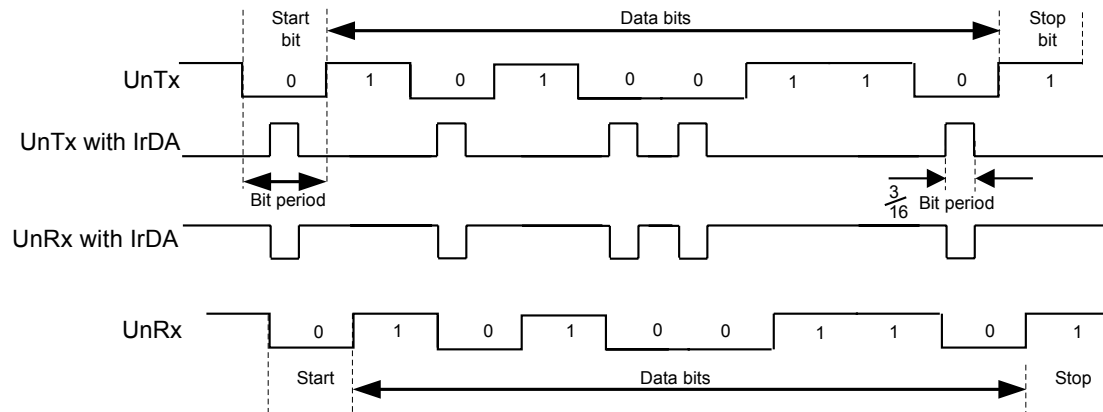 Start
bit
Data bits
Stop
bit
UnTx
0 1 0 1 0 0 1 1 0 1
UnTx with IrDA
Bit period
3
16
Bit period
UnRx with IrDA
UnRx
0 1 0 1 0 0 1 1 0 1
Start
Data bits
Stop